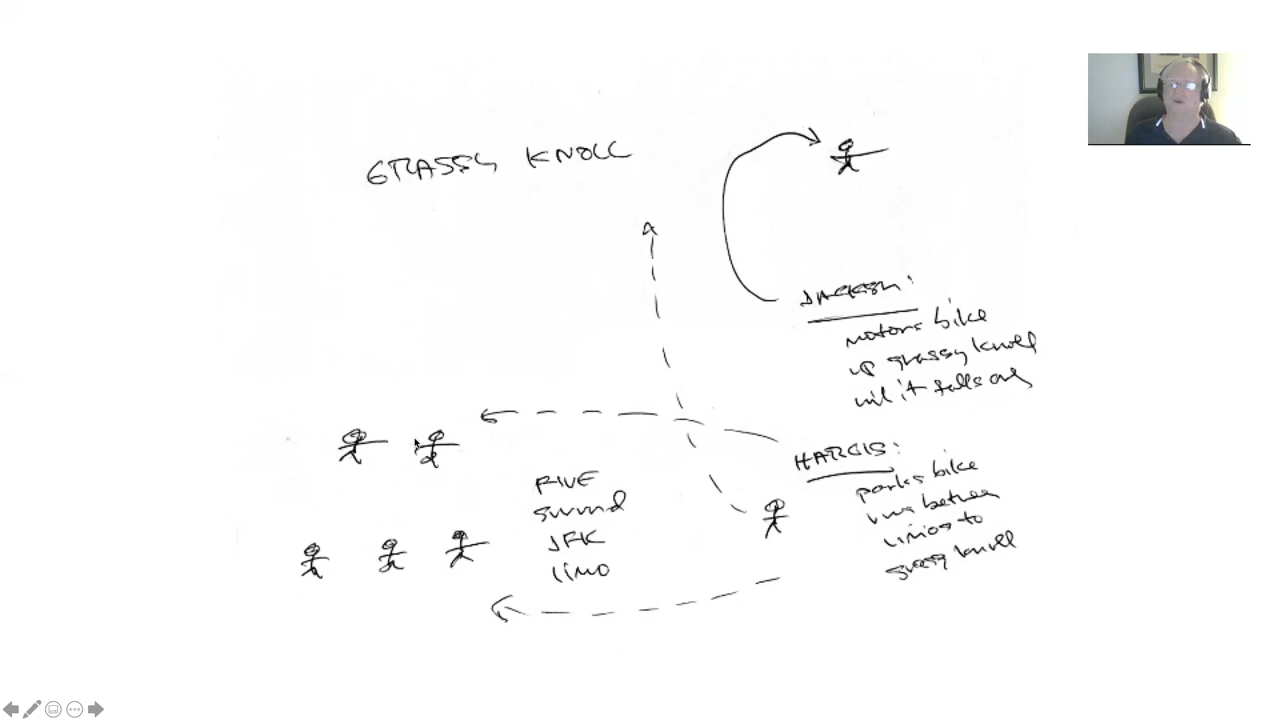 GRASSY KNOLL
JACKSON:
motors bike
up grassy knoll
until it falls over
HARGIS:
parks bike
runs between
limos to
grassy knoll
FIVE
surround
JFK
limo